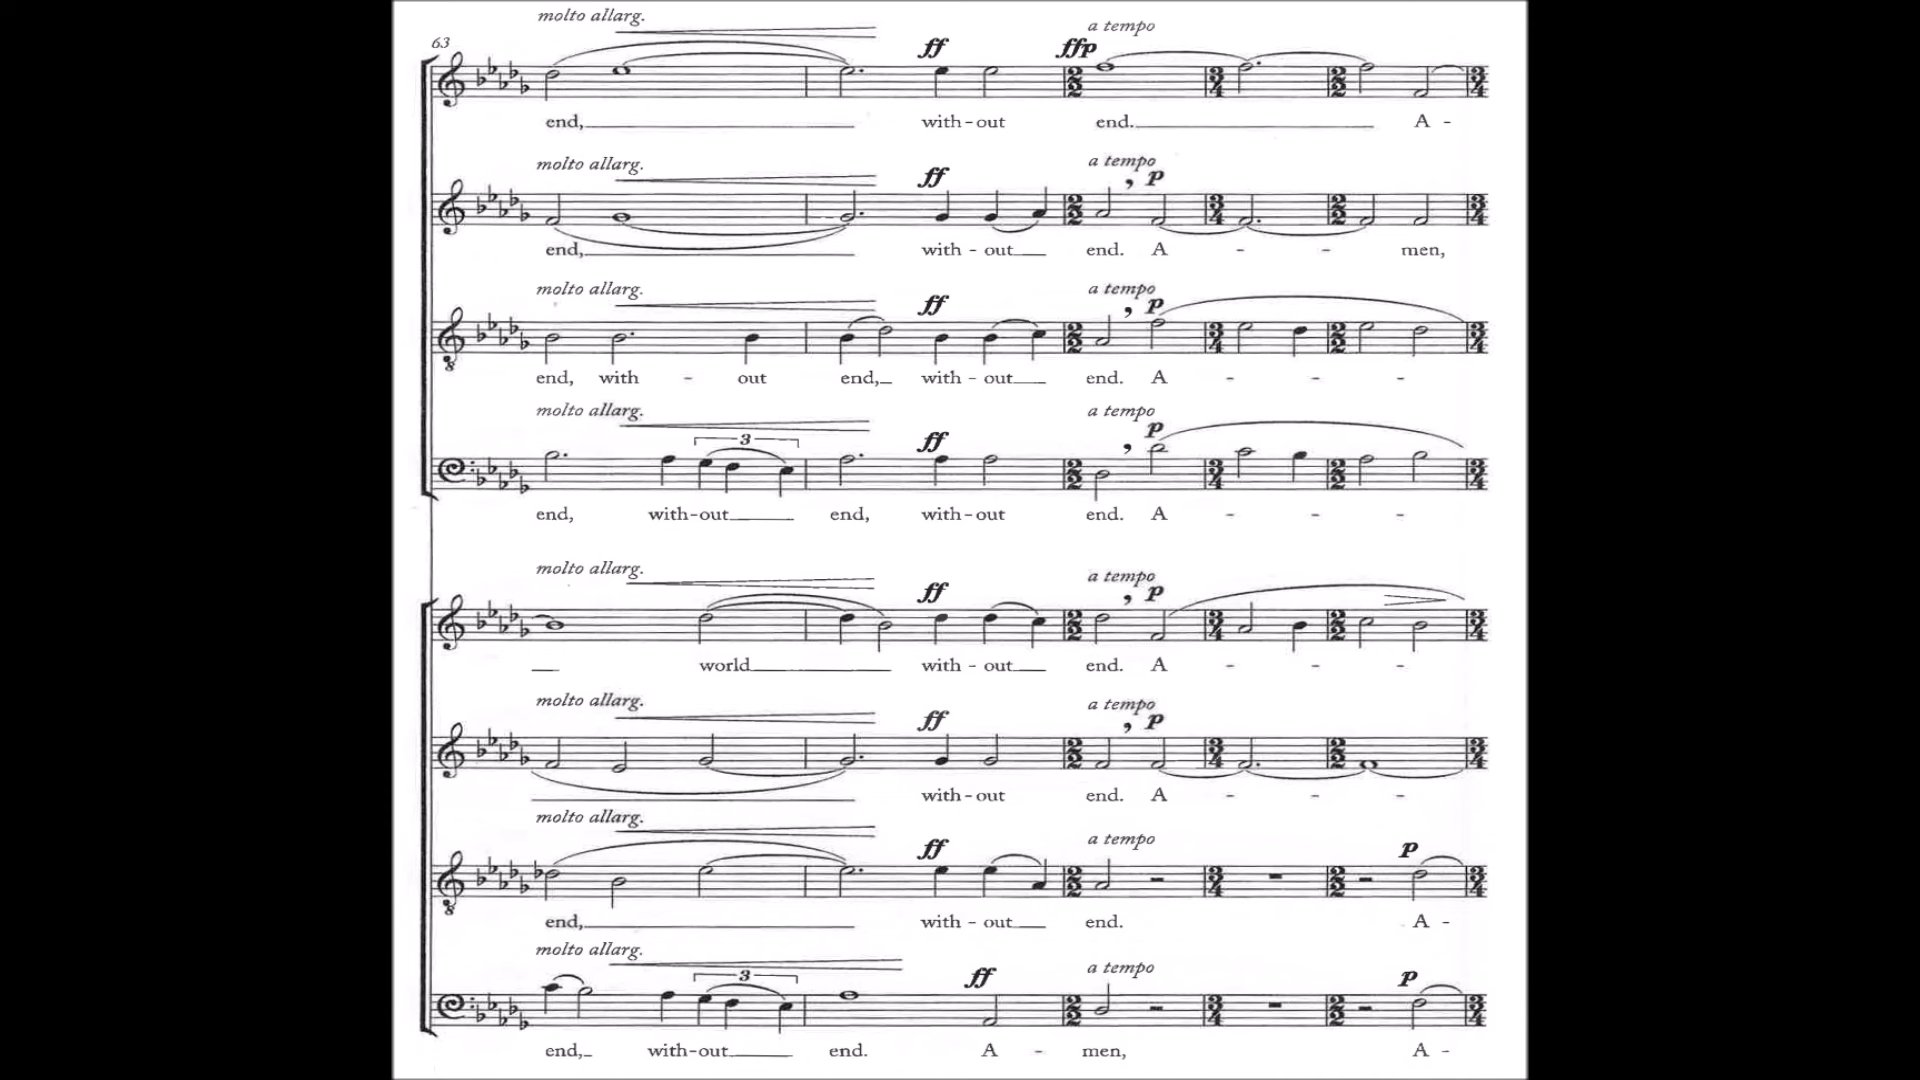 molto allarg. a tempo
63 ff ffp
end, with-out end. A -
molto allarg. a tempo
ff p
end, with - out end. A - - men,
molto allarg. a tempo
ff p
end, with - out end, with - out end. A - - -
molto allarg. a tempo
3 ff p
end, with-out end, with-out end. A - - -
molto allarg. a tempo
ff p
world with - out end. A - - -
molto allarg. a tempo
ff p
with-out end. A - - -
molto allarg. a tempo
ff p
end, with - out end. A -
molto allarg. a tempo
3 ff p
end, with-out end. A - men, A -